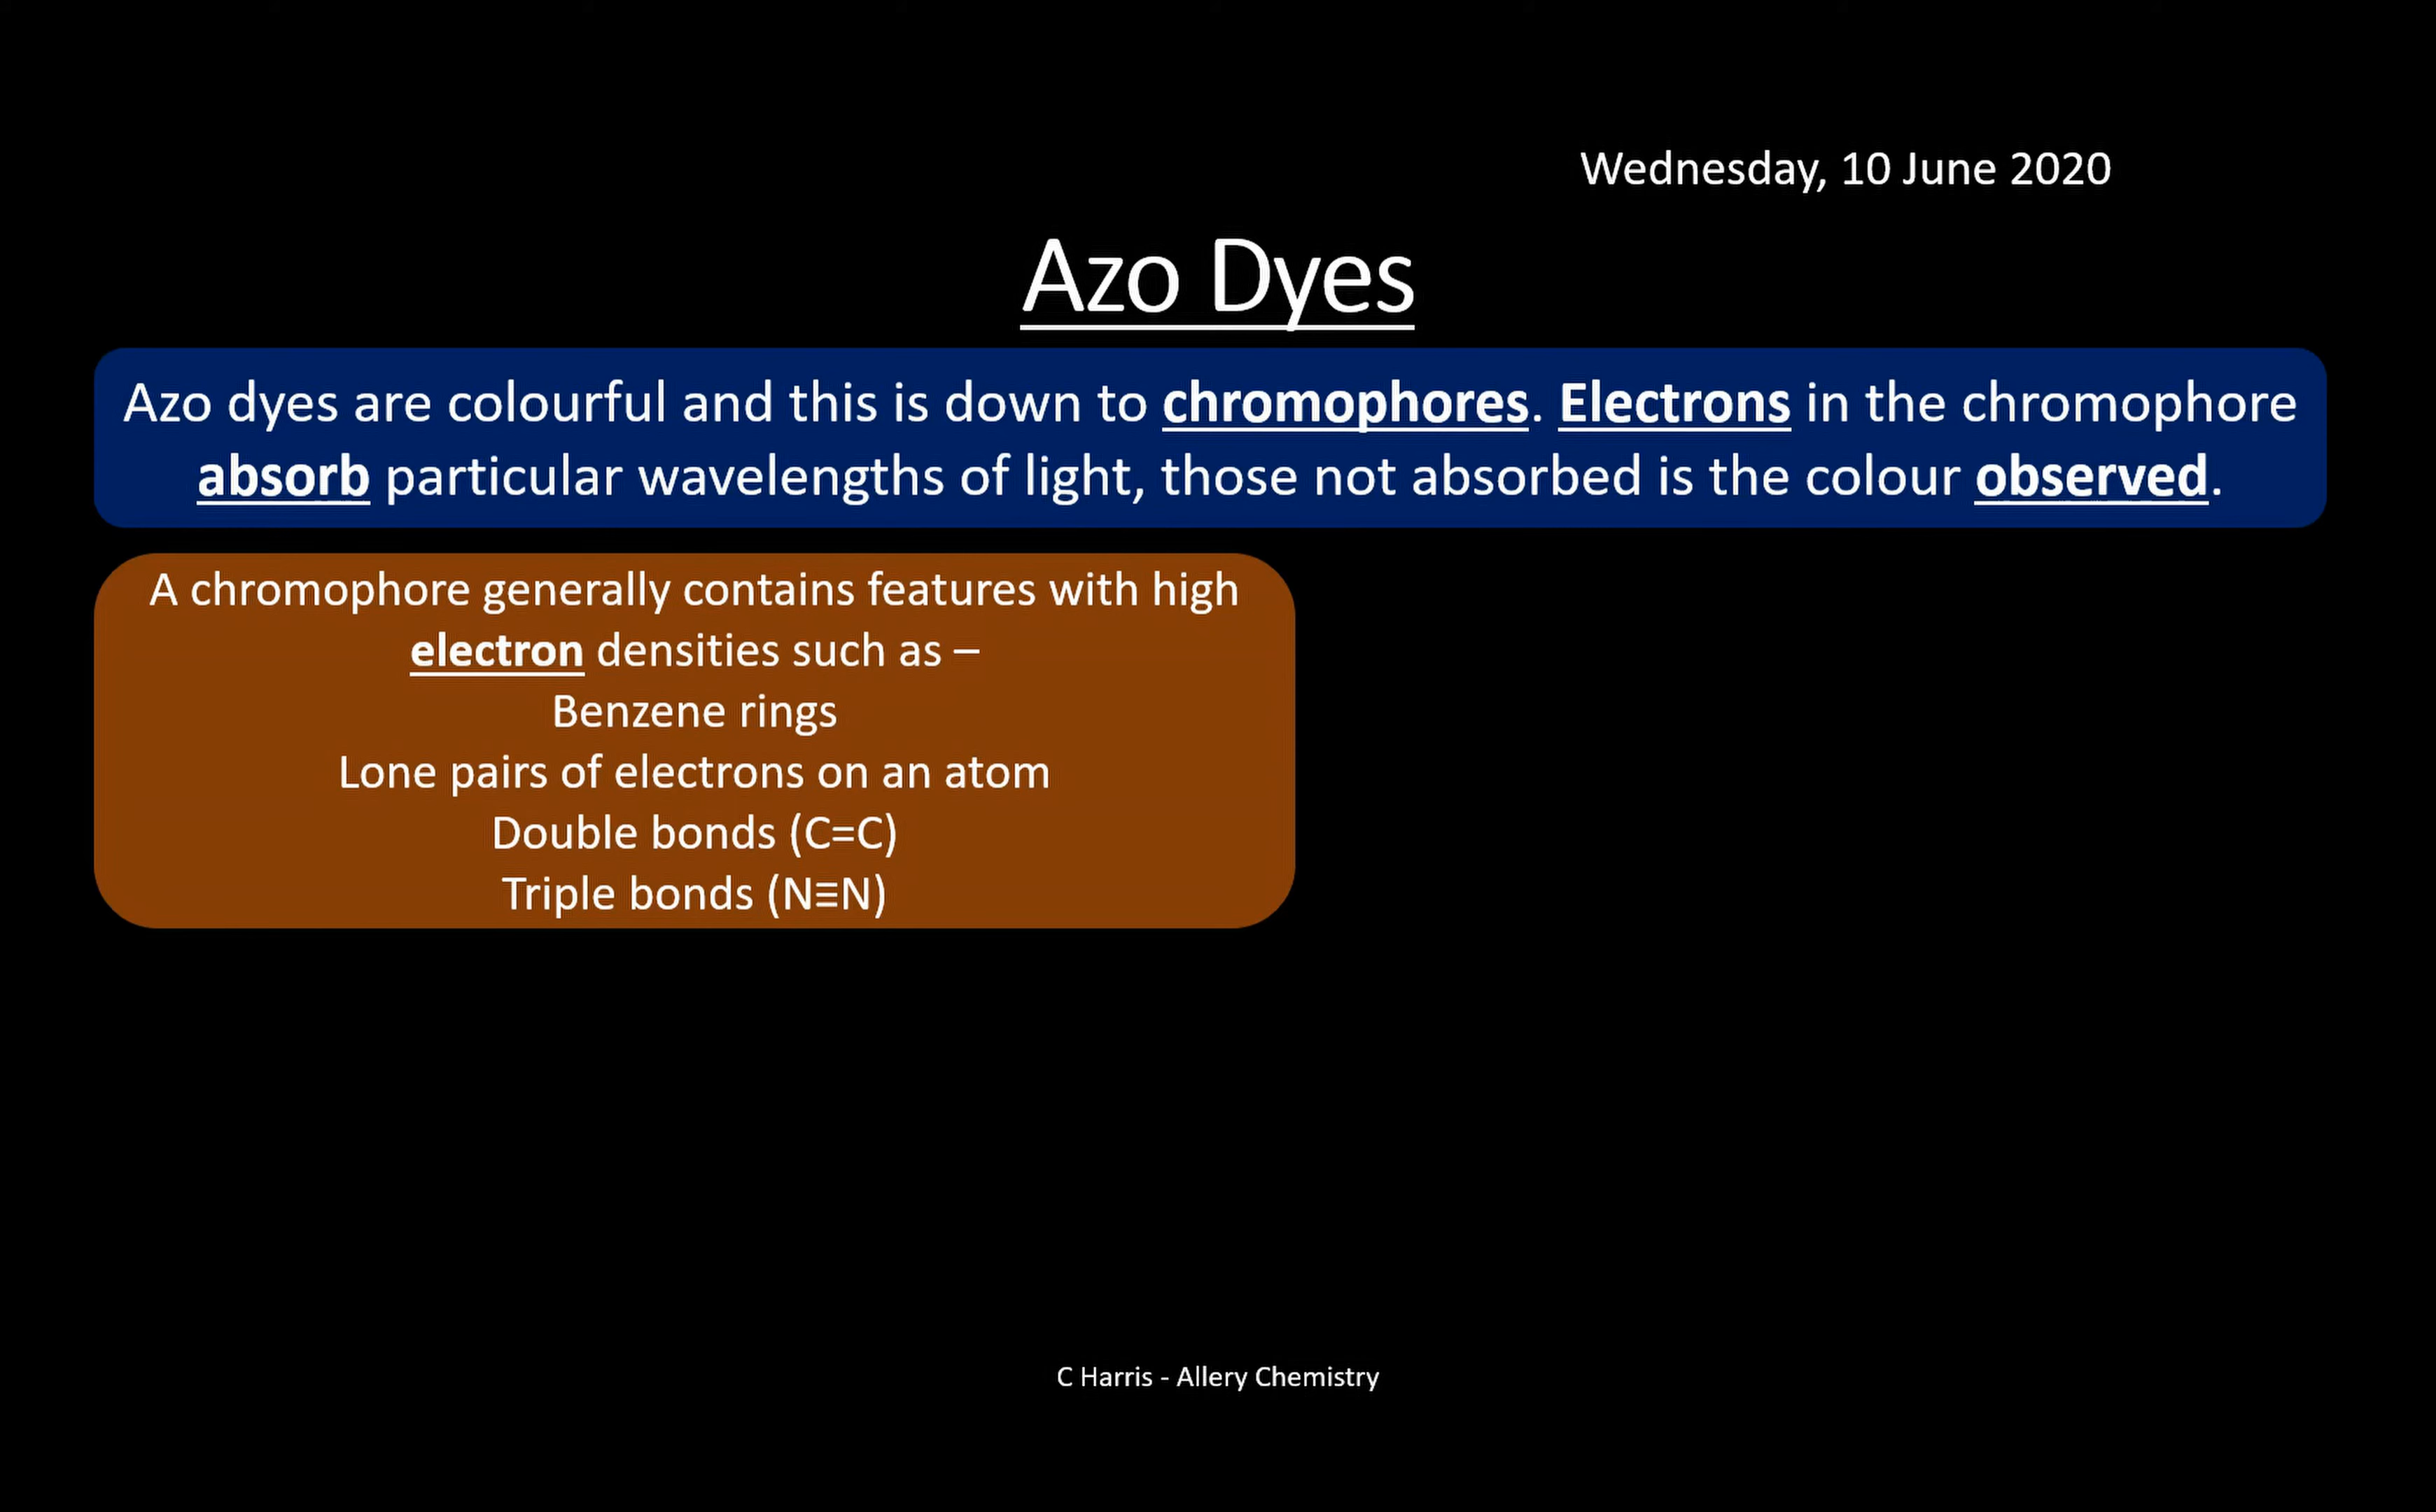 Wednesday, 10 June 2020
Azo Dyes
Azo dyes are colourful and this is down to chromophores. Electrons in the chromophore
absorb particular wavelengths of light, those not absorbed is the colour observed.
A chromophore generally contains features with high
electron densities such as –
Benzene rings
Lone pairs of electrons on an atom
Double bonds (C=C)
Triple bonds (N≡N)
C Harris - Allery Chemistry